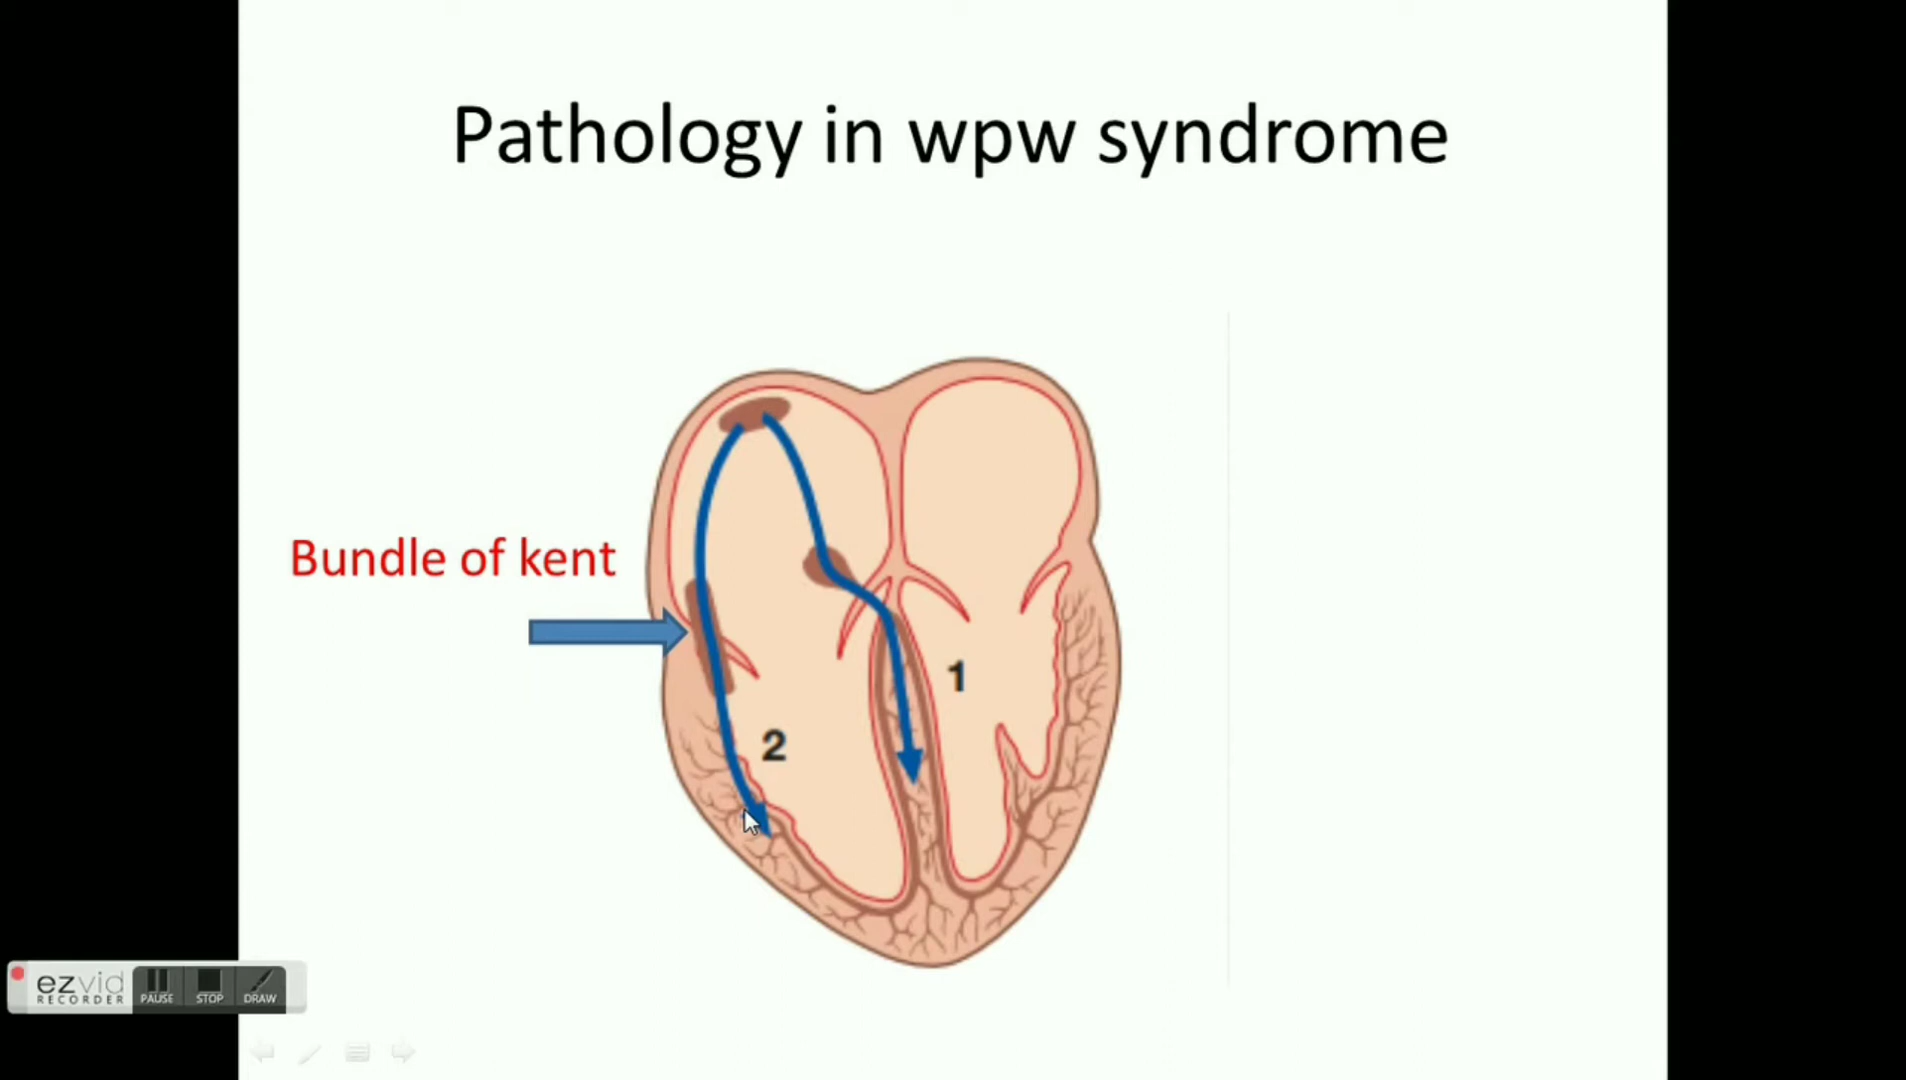 Pathology in wpw syndrome
Bundle of kent
1
2
ezvid
RECORDER
PAUSE
STOP
DRAW